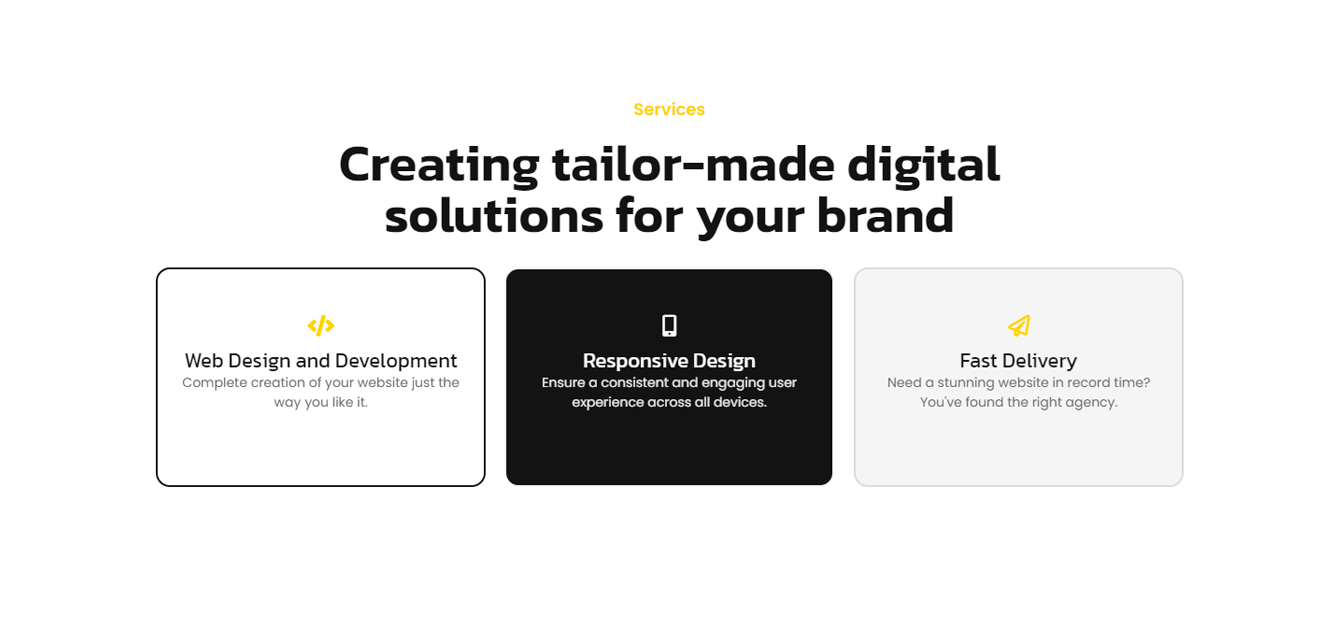 Services
Creating tailor-made digital
solutions for your brand
Web Design and Development
Complete creation of your website just the
way you like it.
Responsive Design
Ensure a consistent and engaging user
experience across all devices.
Fast Delivery
Need a stunning website in record time?
You've found the right agency.